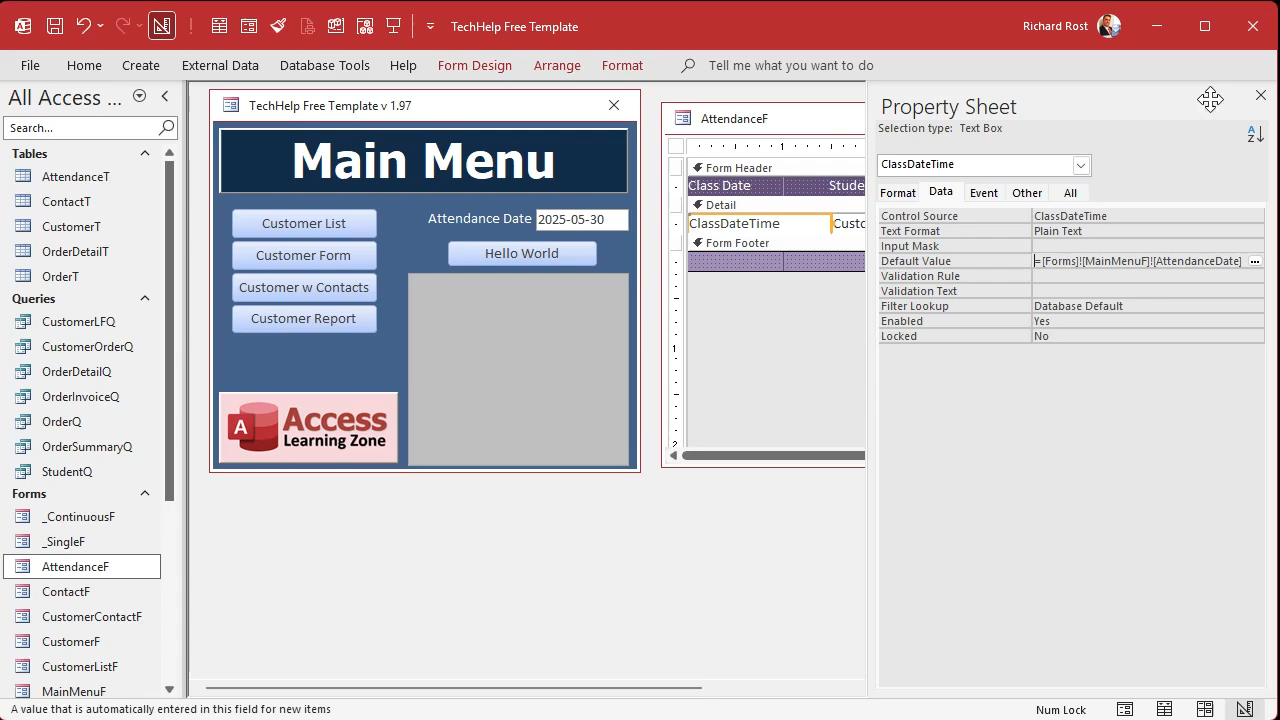 TechHelp Free Template
Richard Rost
File Home Create External Data Database Tools Help Form Design Arrange Format Tell me what you want to do
All Access ...
Search...
Tables
AttendanceT
ContactT
CustomerT
OrderDetailT
OrderT
Queries
CustomerLFQ
CustomerOrderQ
OrderDetailQ
OrderInvoiceQ
OrderQ
OrderSummaryQ
StudentQ
Forms
_ContinuousF
_SingleF
AttendanceF
ContactF
CustomerContactF
CustomerF
CustomerListF
MainMenuF
TechHelp Free Template v 1.97
Main Menu
Customer List
Customer Form
Customer w Contacts
Customer Report
Attendance Date 2025-05-30
Hello World
A Access
Learning Zone
AttendanceF
1
Form Header
Class Date Stude
Detail
ClassDateTime Custo
Form Footer
1
2
Property Sheet
Selection type: Text Box
A
Z
ClassDateTime
Format Data Event Other All
Control Source ClassDateTime
Text Format Plain Text
Input Mask
Default Value =[Forms]![MainMenuF]![AttendanceDate] ...
Validation Rule
Validation Text
Filter Lookup Database Default
Enabled Yes
Locked No
A value that is automatically entered in this field for new items
Num Lock